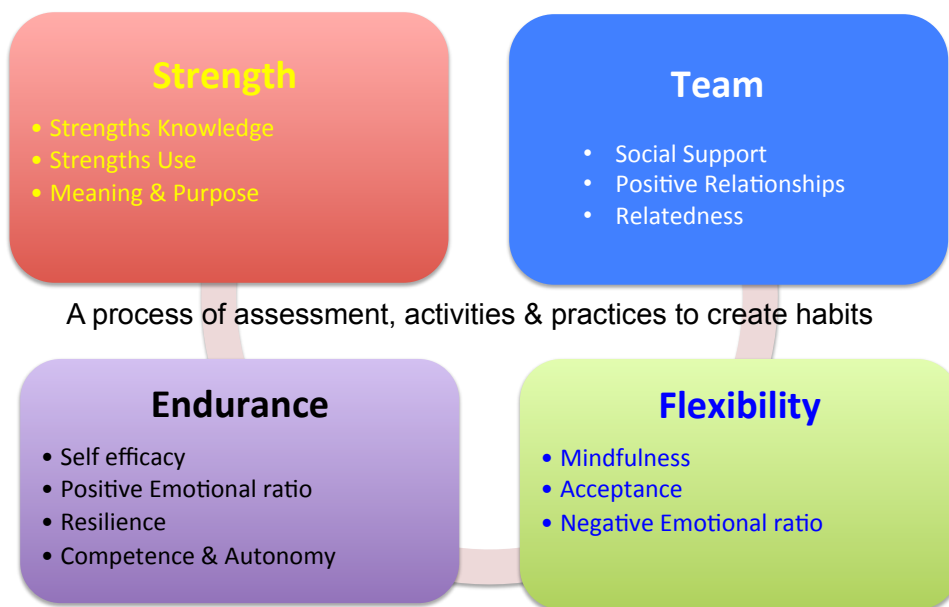 Strength
• Strengths Knowledge
• Strengths Use
• Meaning & Purpose
Team
• Social Support
• Positive Relationships
• Relatedness
A process of assessment, activities & practices to create habits
Endurance
• Self efficacy
• Positive Emotional ratio
• Resilience
• Competence & Autonomy
Flexibility
• Mindfulness
• Acceptance
• Negative Emotional ratio